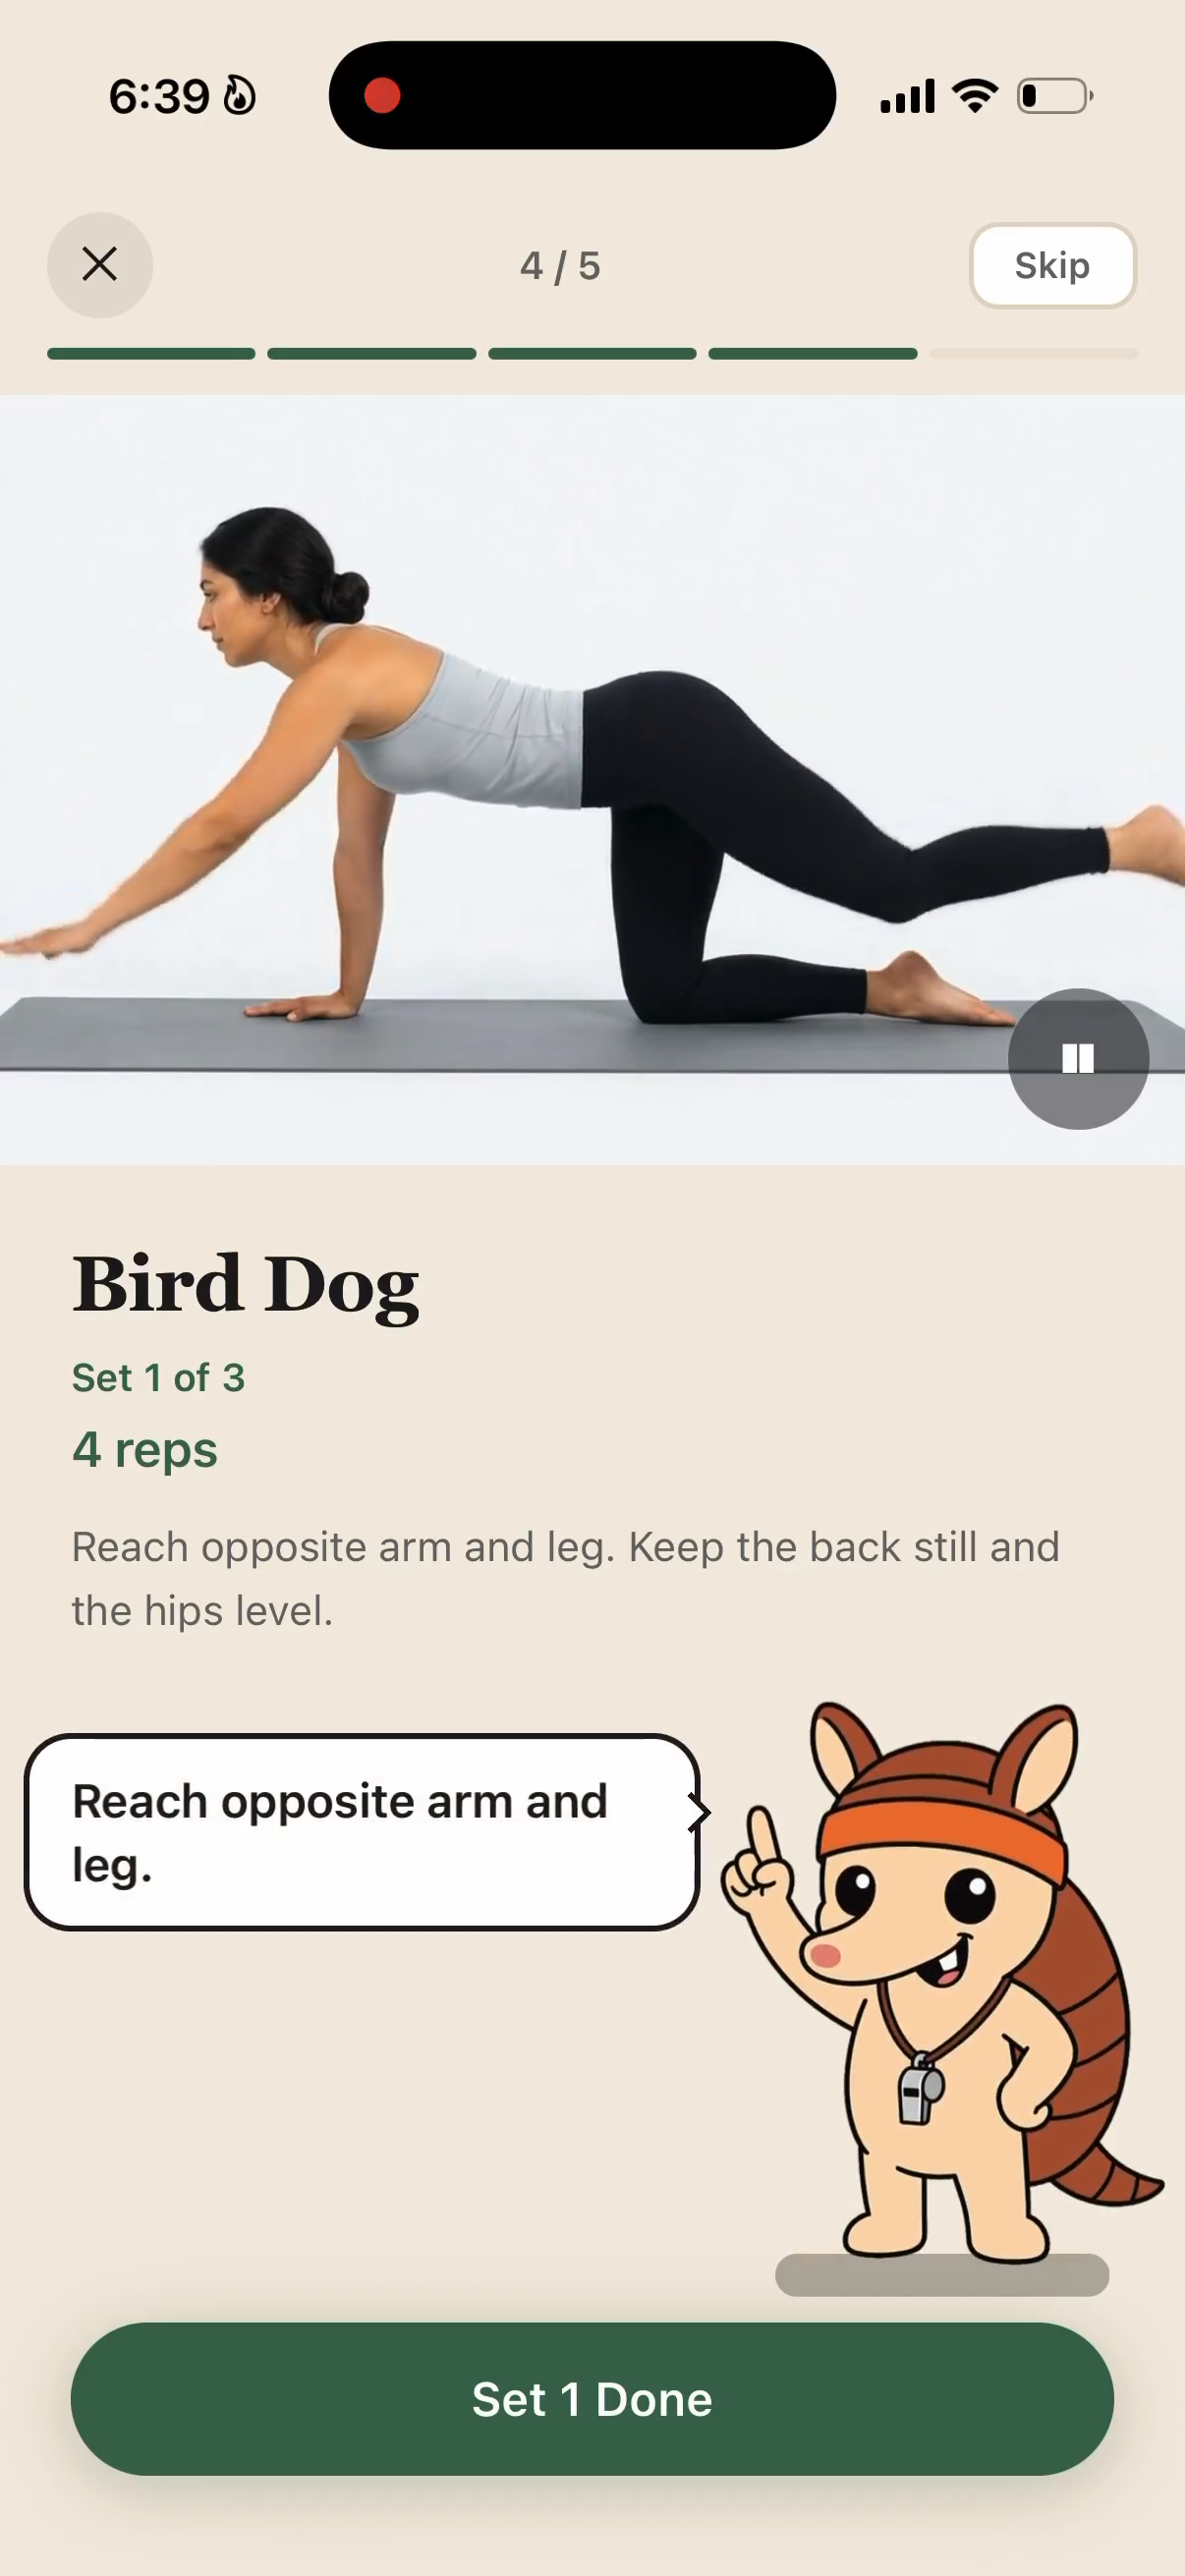 6:39
4 / 5
Skip
Bird Dog
Set 1 of 3
4 reps
Reach opposite arm and leg. Keep the back still and
the hips level.
Reach opposite arm and
leg.
Set 1 Done